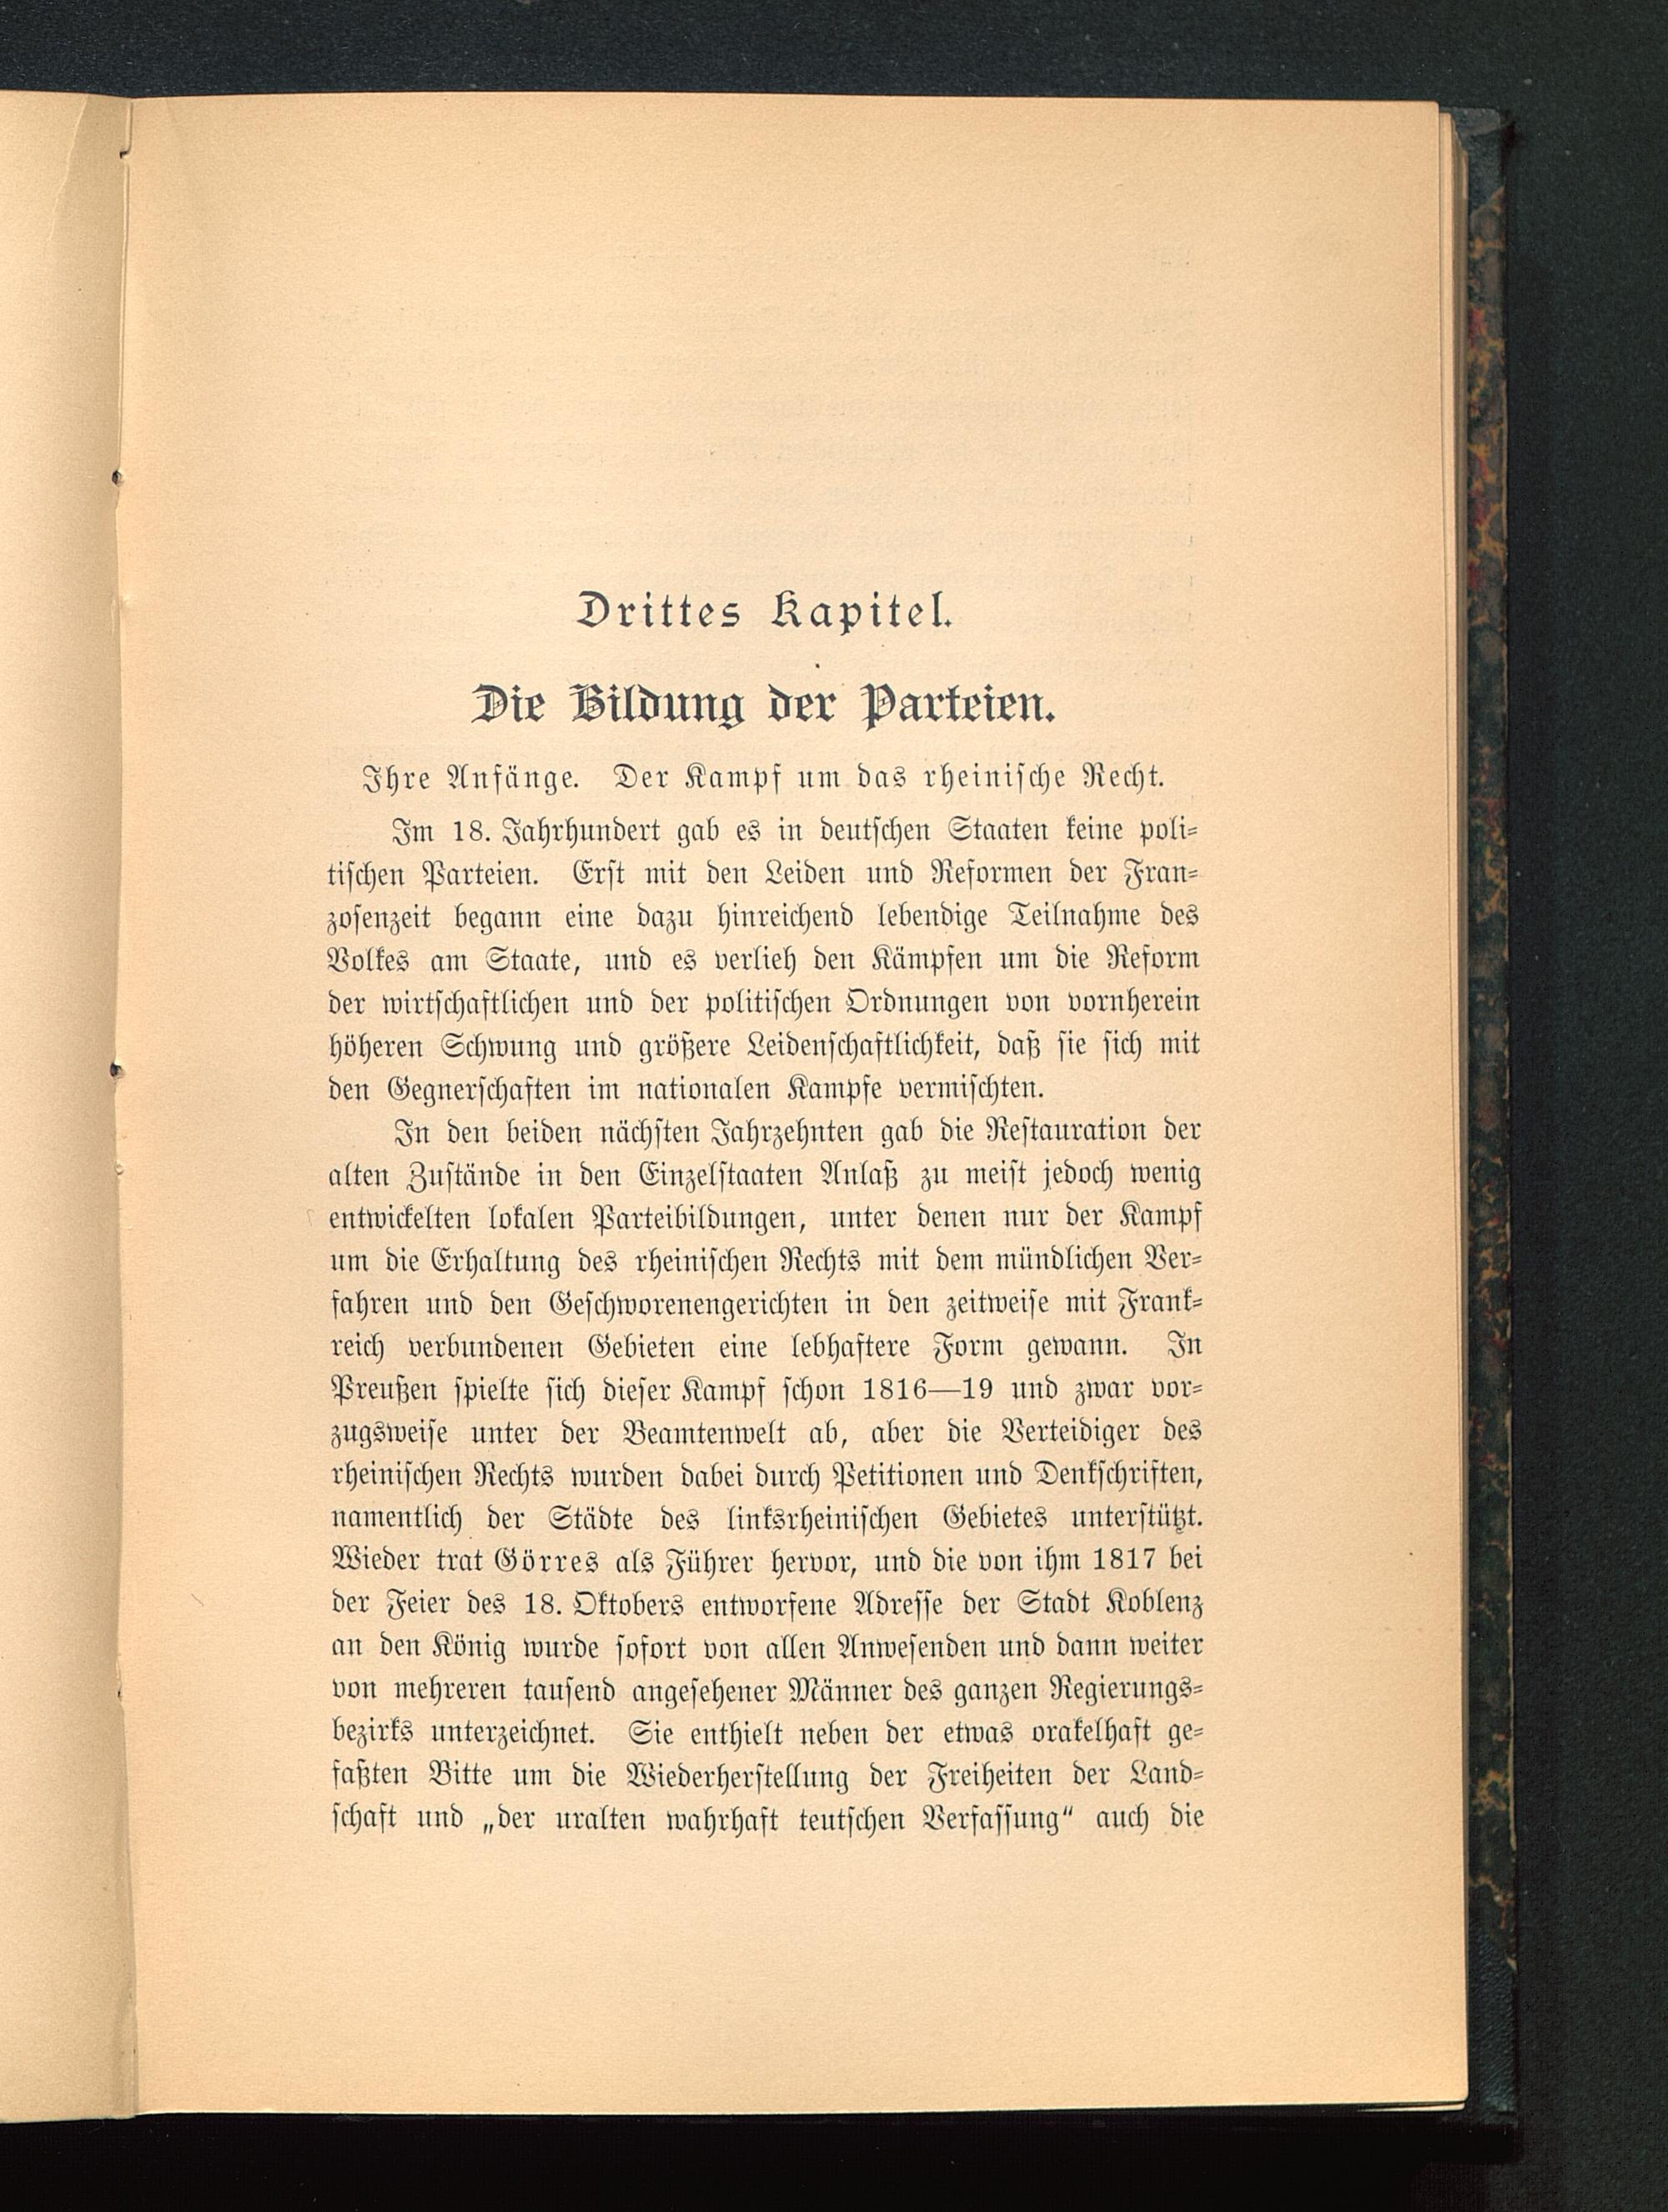 Drittes Kapitel.
Die Bildung der Parteien.
Ihre Anfänge. Der Kampf um das rheinische Recht.
Im 18. Jahrhundert gab es in deutschen Staaten keine poli-
tischen Parteien. Erst mit den Leiden und Reformen der Fran-
zosenzeit begann eine dazu hinreichend lebendige Teilnahme des
Volkes am Staate, und es verlieh den Kämpfen um die Reform
der wirtschaftlichen und der politischen Ordnungen von vornherein
höheren Schwung und größere Leidenschaftlichkeit, daß sie sich mit
den Gegnerschaften im nationalen Kampfe vermischten.
In den beiden nächsten Jahrzehnten gab die Restauration der
alten Zustände in den Einzelstaaten Anlaß zu meist jedoch wenig
entwickelten lokalen Parteibildungen, unter denen nur der Kampf
um die Erhaltung des rheinischen Rechts mit dem mündlichen Ver-
fahren und den Geschworenengerichten in den zeitweise mit Frank-
reich verbundenen Gebieten eine lebhaftere Form gewann. In
Preußen spielte sich dieser Kampf schon 1816—19 und zwar vor-
zugsweise unter der Beamtenwelt ab, aber die Verteidiger des
rheinischen Rechts wurden dabei durch Petitionen und Denkschriften,
namentlich der Städte des linksrheinischen Gebietes unterstützt.
Wieder trat Görres als Führer hervor, und die von ihm 1817 bei
der Feier des 18. Oktobers entworfene Adresse der Stadt Koblenz
an den König wurde sofort von allen Anwesenden und dann weiter
von mehreren tausend angesehener Männer des ganzen Regierungs-
bezirks unterzeichnet. Sie enthielt neben der etwas orakelhaft ge-
faßten Bitte um die Wiederherstellung der Freiheiten der Land-
schaft und „der uralten wahrhaft teutschen Verfassung“ auch die